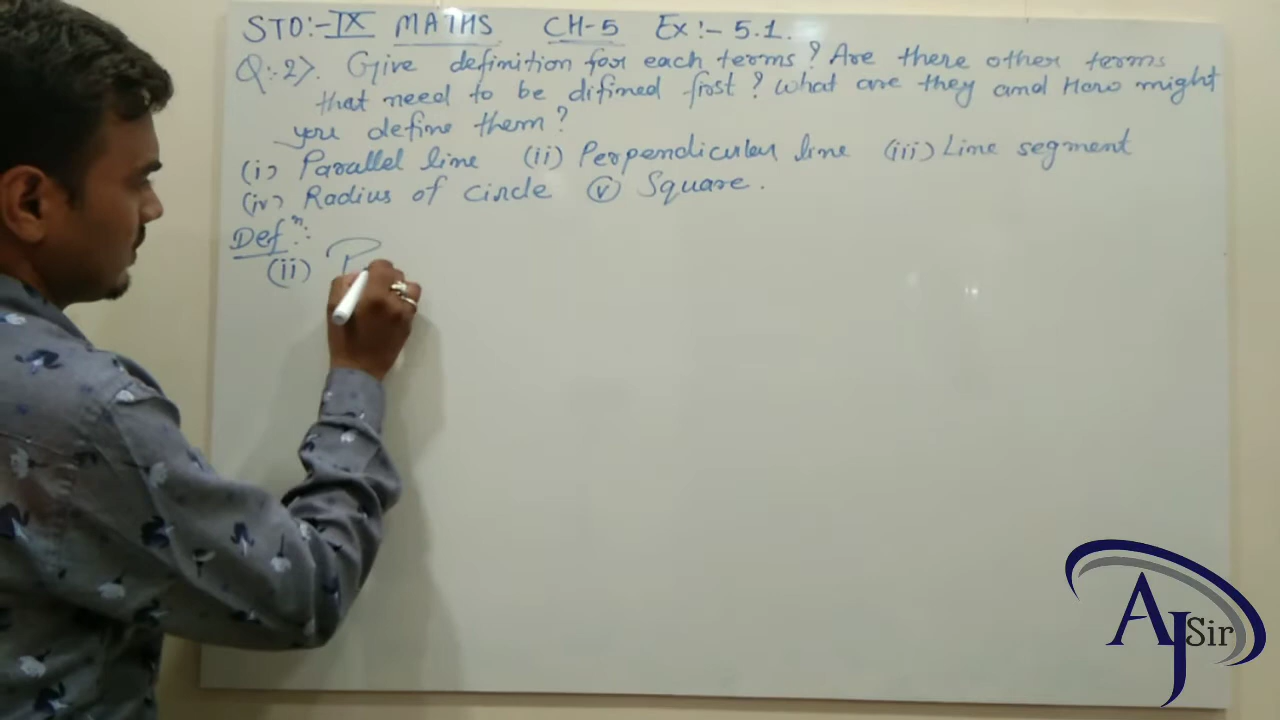 STD:- IX MATHS CH-5 Ex:- 5.1.
Q:-2>. Give definition for each terms? Are there other terms
that need to be difined first? What are they and How might
you define them?
(i) Parallel line (ii) Perpendicular line (iii) Line segment
(iv) Radius of circle (v) Square.
Defⁿ:
(ii) P
AJ Sir